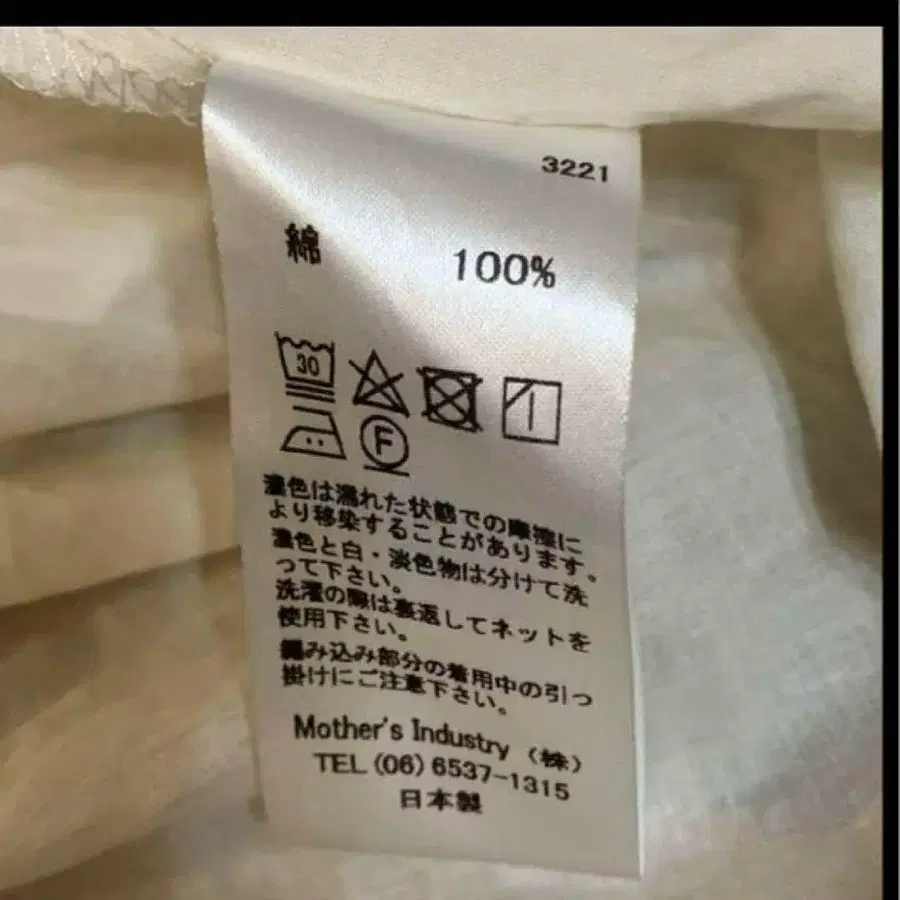 3221
綿 100%
30
F
濃色は濡れた状態での摩擦に
より移染することがあります。
濃色と白・淡色物は分けて洗
って下さい。
洗濯の際は裏返してネットを
使用下さい。
編み込み部分の着用中の引っ
掛けにご注意下さい。
Mother's Industry (株)
TEL (06) 6537-1315
日本製